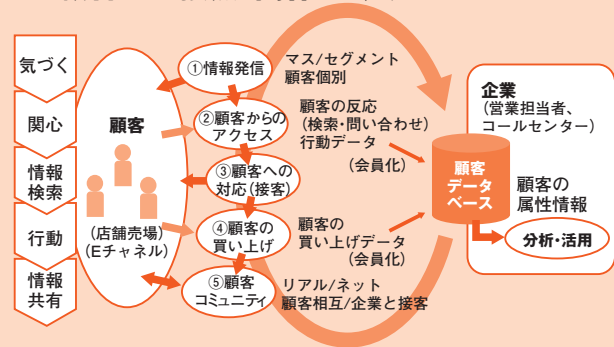 気づく
関心
情報
検索
行動
情報
共有
顧客
(店舗売場)
(Eチャネル)
①情報発信
②顧客からの
アクセス
③顧客への
対応(接客)
④顧客の
買い上げ
⑤顧客
コミュニティ
マス/セグメント
顧客個別
顧客の反応
(検索・問い合わせ)
行動データ
(会員化)
顧客の
買い上げデータ
(会員化)
リアル/ネット
顧客相互/企業と接客
企業
(営業担当者、
コールセンター)
顧客
データ
ベース
顧客の
属性情報
分析・活用